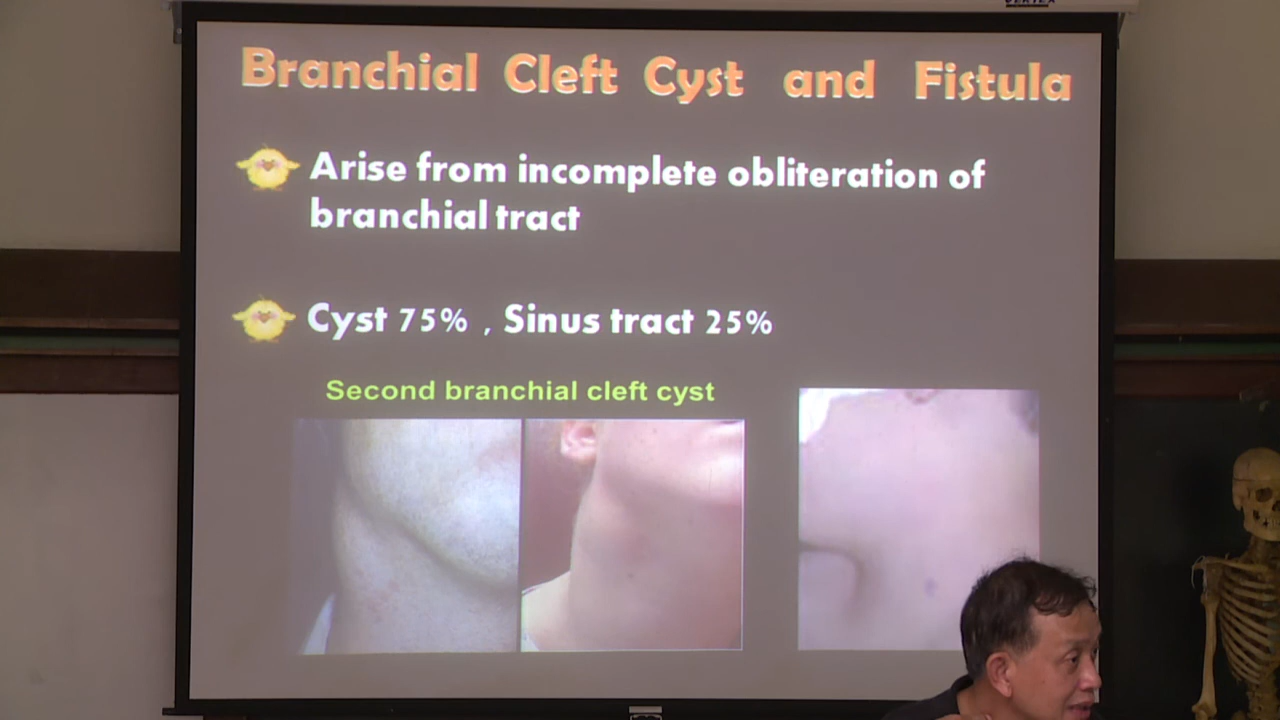 Branchial Cleft Cyst and Fistula
Arise from incomplete obliteration of
branchial tract
Cyst 75% , Sinus tract 25%
Second branchial cleft cyst